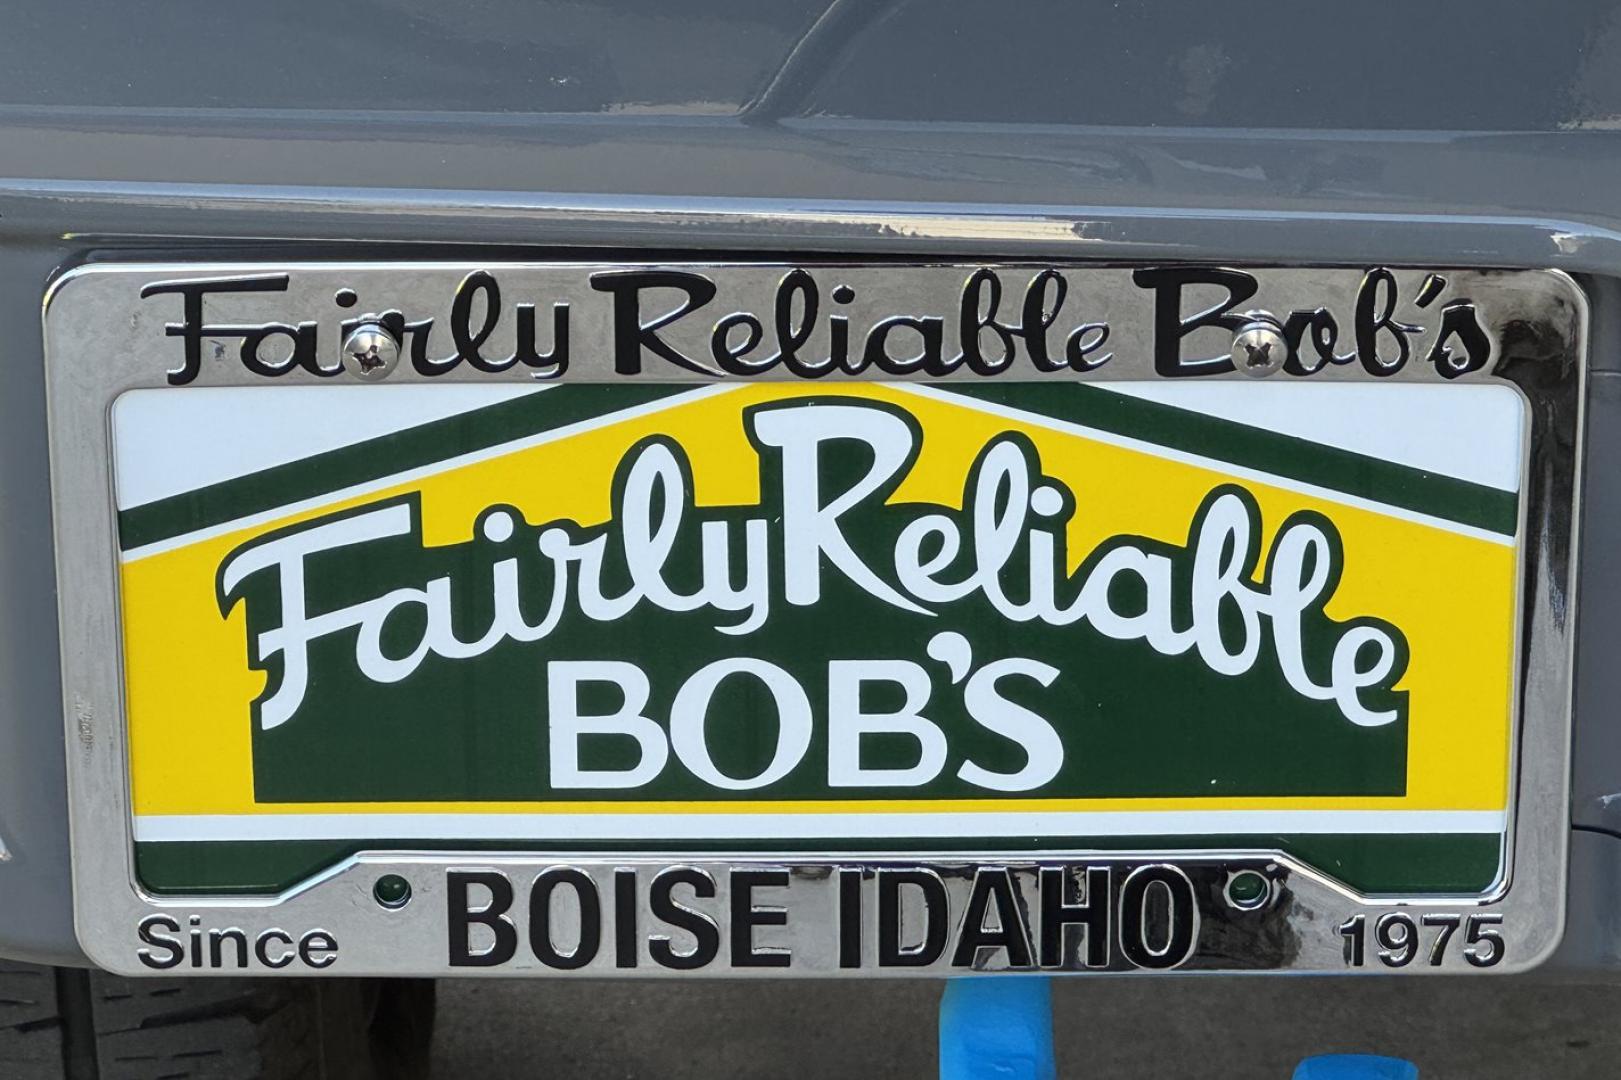 Fairly Reliable Bob's
Fairly Reliable
BOB'S
Since BOISE IDAHO 1975